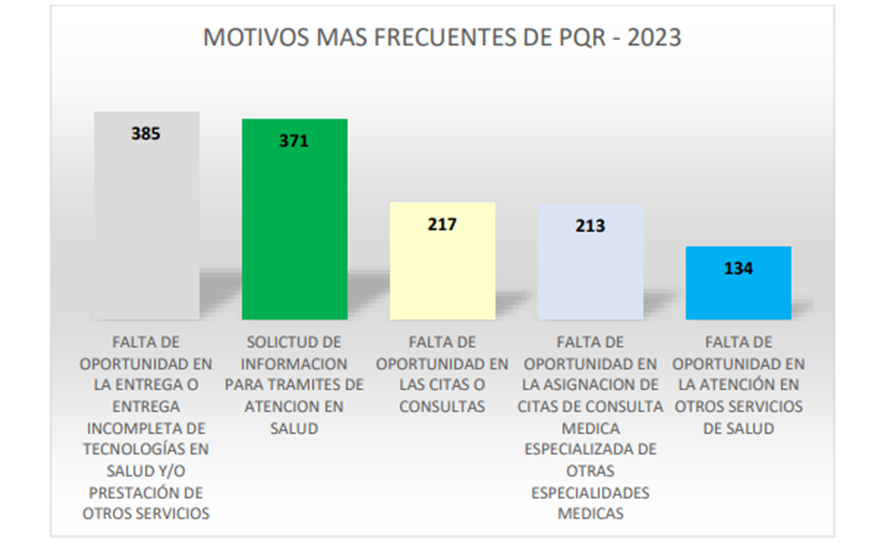 MOTIVOS MAS FRECUENTES DE PQR - 2023
385
371
217
213
134
FALTA DE
OPORTUNIDAD EN
LA ENTREGA O
ENTREGA
INCOMPLETA DE
TECNOLOGÍAS EN
SALUD Y/O
PRESTACIÓN DE
OTROS SERVICIOS
SOLICTUD DE
INFORMACION
PARA TRAMITES DE
ATENCION EN
SALUD
FALTA DE
OPORTUNIDAD EN
LAS CITAS O
CONSULTAS
FALTA DE
OPORTUNIDAD EN
LA ASIGNACION DE
CITAS DE CONSULTA
MEDICA
ESPECIALIZADA DE
OTRAS
ESPECIALIDADES
MEDICAS
FALTA DE
OPORTUNIDAD EN
LA ATENCIÓN EN
OTROS SERVICIOS
DE SALUD